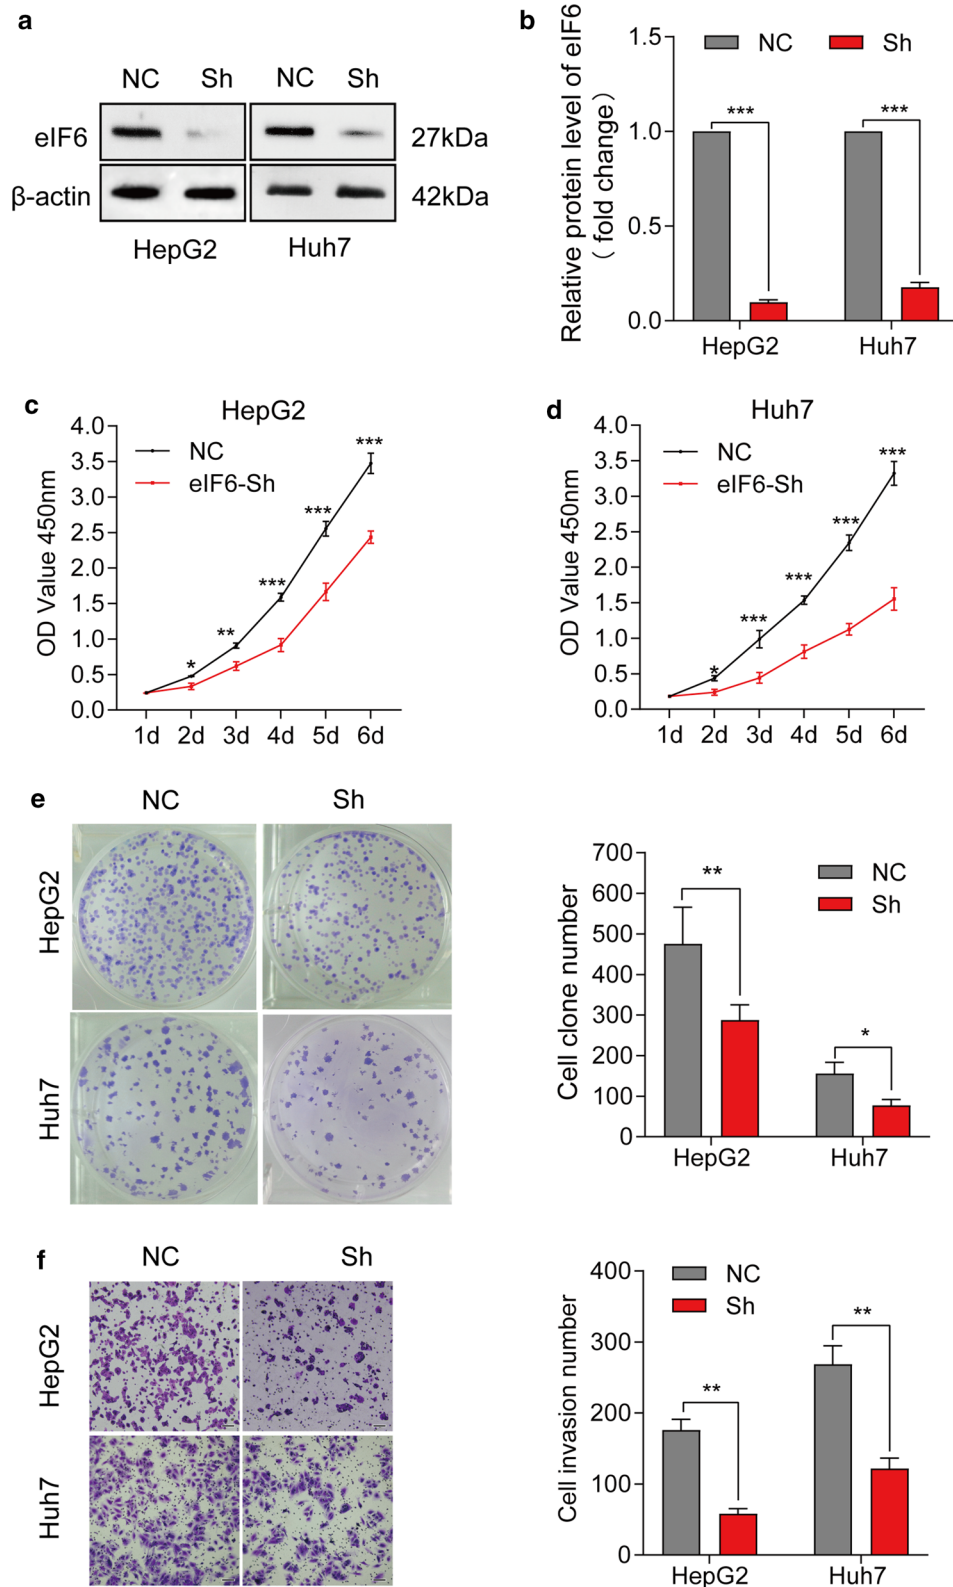 a
NC Sh NC Sh
eIF6 27kDa
β-actin 42kDa
HepG2 Huh7
b
Relative protein level of eIF6
( fold change)
NC Sh
1.5
1.0
0.5
0.0
*** ***
HepG2 Huh7
c
HepG2
OD Value 450nm
4.0
3.5
3.0
2.5
2.0
1.5
1.0
0.5
0.0
NC
eIF6-Sh
* ** *** *** ***
1d 2d 3d 4d 5d 6d
d
Huh7
OD Value 450nm
4.0
3.5
3.0
2.5
2.0
1.5
1.0
0.5
0.0
NC
eIF6-Sh
* *** *** *** ***
1d 2d 3d 4d 5d 6d
e
NC Sh
HepG2
Huh7
Cell clone number
700
600
500
400
300
200
100
0
NC
Sh
** *
HepG2 Huh7
f
NC Sh
HepG2
Huh7
Cell invasion number
400
300
200
100
0
NC
Sh
** **
HepG2 Huh7